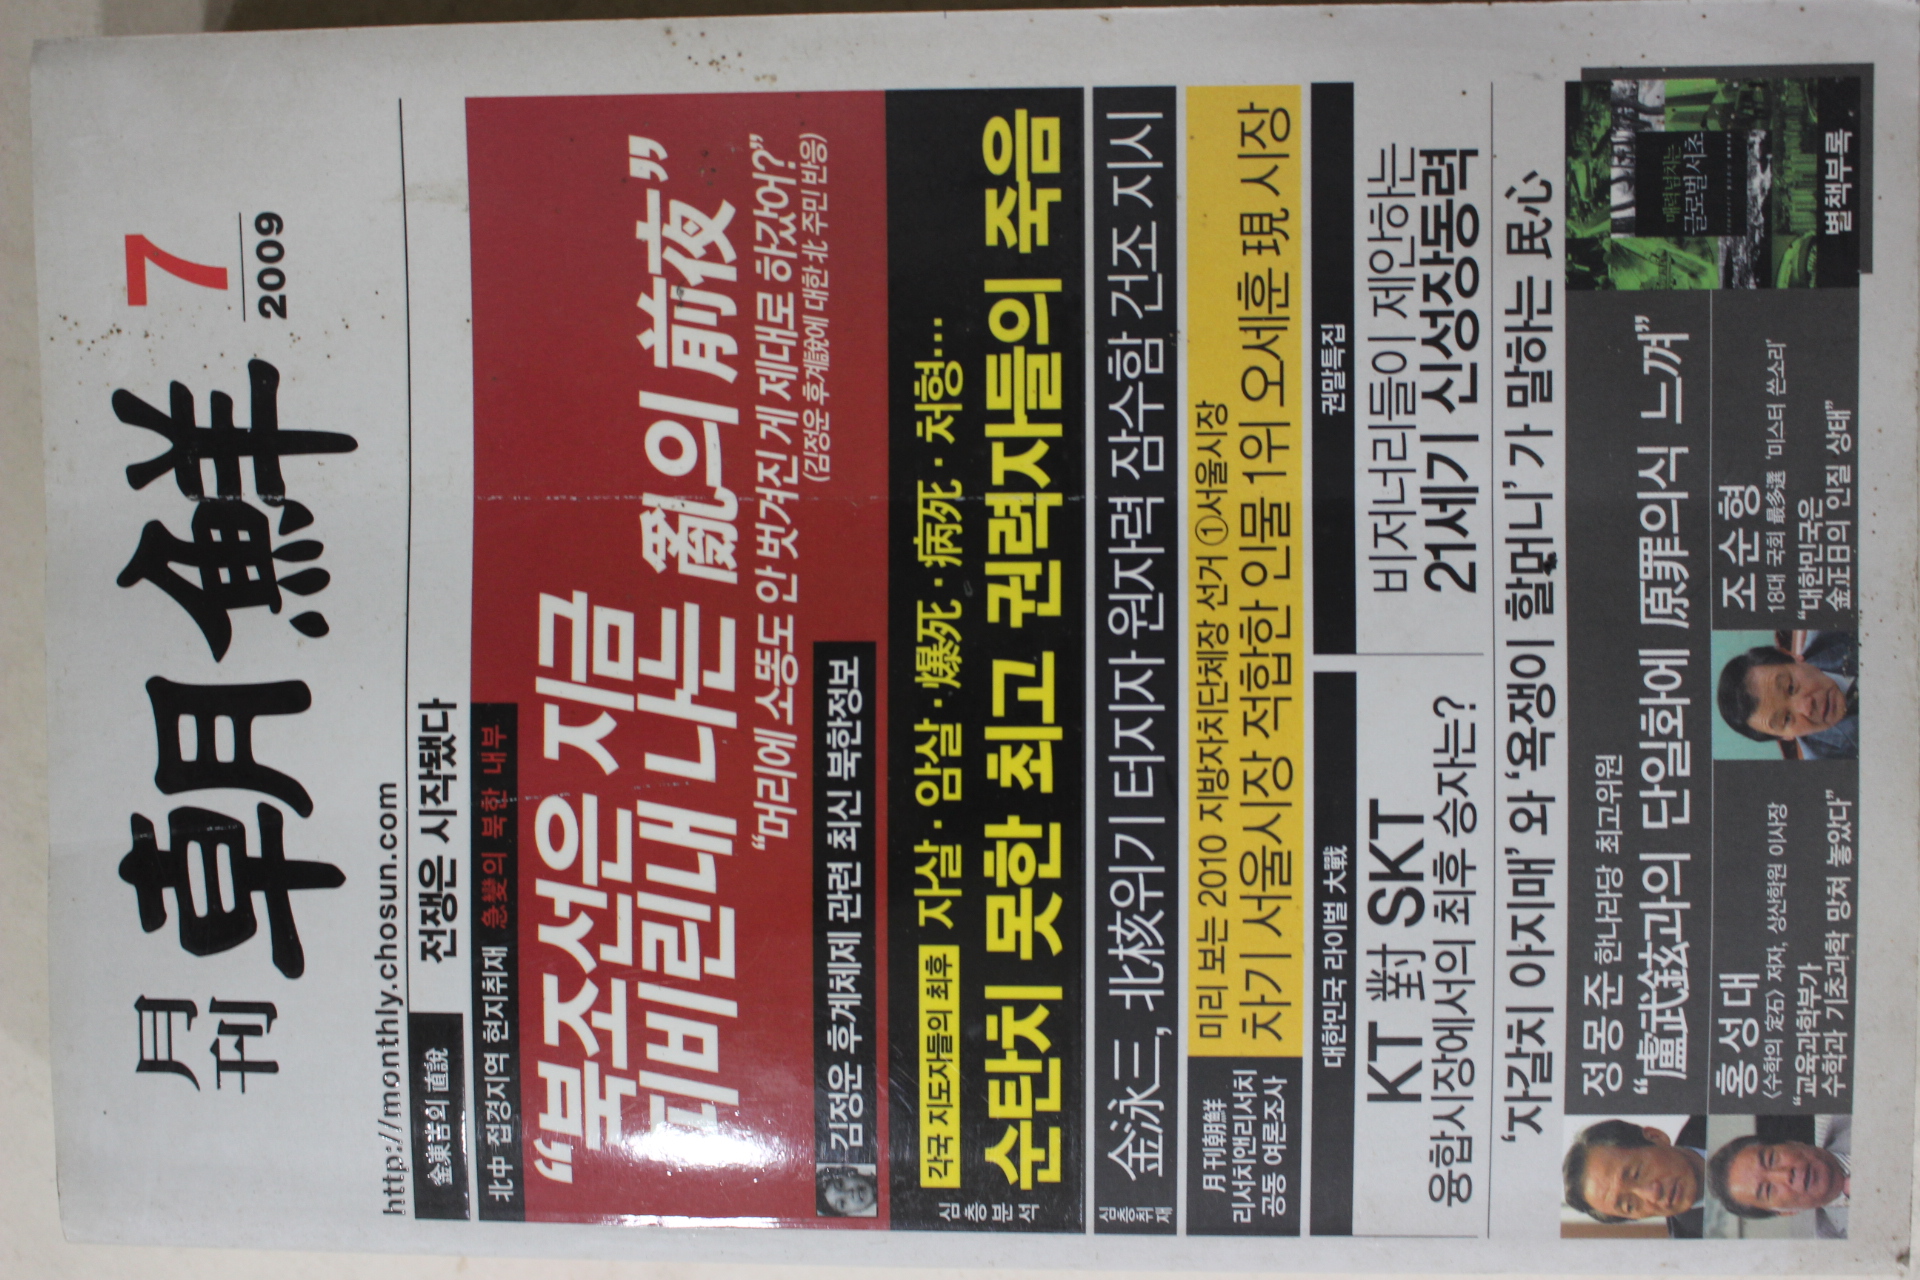 月刊
朝鮮
7
2009
http://monthly.chosun.com
金東吉의 直說
전쟁은 시작됐다
北中 접경지역 현지취재 急變의 북한 내부
“북조선은 지금
피비린내 나는 亂의 前夜”
“머리에 소똥도 안 벗겨진 게 제대로 하갔어?”
(김정운 후계說에 대한 北 주민 반응)
김정운 후계체제 관련 최신 북한정보
심층분석
각국 지도자들의 최후
자살·암살·爆死·病死·처형…
순탄치 못한 최고 권력자들의 죽음
심층취재
金泳三, 北核위기 터지자 원자력 잠수함 건조 지시
月刊朝鮮
리서치앤리서치
공동 여론조사
미리 보는 2010 지방자치단체장 선거 ①서울시장
차기 서울시장 적합한 인물 1위 오세훈 現 시장
대한민국 라이벌 大戰
KT 對 SKT
융합시장에서의 최후 승자는?
권말특집
비저너리들이 제안하는
21세기 신성장동력
‘자갈치 아지매’와 ‘욕쟁이 할머니’가 말하는 民心
정몽준 한나라당 최고위원
“盧武鉉과의 단일화에 原罪의식 느껴”
홍성대
〈수학의 定石〉 저자, 상산학원 이사장
“교육과학부가
수학과 기초과학 망쳐 놓았다”
조순형
18대 국회 最多選 ‘미스터 쓴소리’
“대한민국은
金正日의 인질 상태”
매력넘치는
글로벌 서초
별책부록